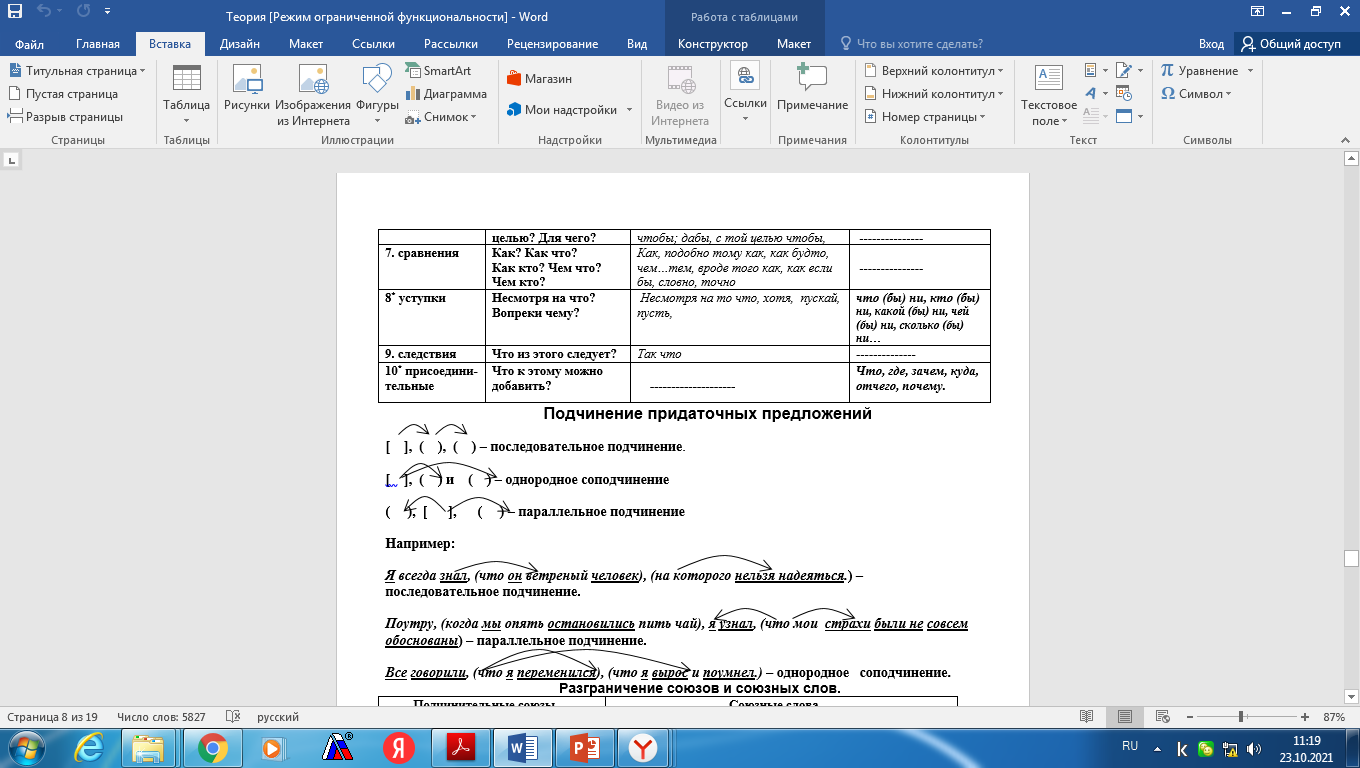 Теория [Режим ограниченной функциональности] - Word
Работа с таблицами
Файл Главная Вставка Дизайн Макет Ссылки Рассылки Рецензирование Вид Конструктор Макет Что вы хотите сделать? Вход Общий доступ
Титульная страница
Пустая страница
Разрыв страницы
Страницы
Таблица
Таблицы
Рисунки
Изображения
из Интернета
Фигуры
SmartArt
Диаграмма
Снимок
Иллюстрации
Магазин
Мои надстройки
Надстройки
Видео из
Интернета
Мультимедиа
Ссылки
Примечание
Примечания
Верхний колонтитул
Нижний колонтитул
Номер страницы
Колонтитулы
Текстовое
поле
Текст
Уравнение
Символ
Символы
целью? Для чего? чтобы; дабы, с той целью чтобы, ---------------
7. сравнения
Как? Как что?
Как кто? Чем что?
Чем кто?
Как, подобно тому как, как будто,
чем…тем, вроде того как, как если
бы, словно, точно
---------------
8* уступки
Несмотря на что?
Вопреки чему?
Несмотря на то что, хотя, пускай,
пусть,
что (бы) ни, кто (бы)
ни, какой (бы) ни, чей
(бы) ни, сколько (бы)
ни…
9. следствия Что из этого следует? Так что --------------
10* присоедини-
тельные
Что к этому можно
добавить?
--------------------
Что, где, зачем, куда,
отчего, почему.
Подчинение придаточных предложений
[ ], ( ), ( ) – последовательное подчинение.
[ ], ( ) и ( ) – однородное соподчинение
( ), [ ], ( ) – параллельное подчинение
Например:
Я всегда знал, (что он ветреный человек), (на которого нельзя надеяться.) –
последовательное подчинение.
Поутру, (когда мы опять остановились пить чай), я узнал, (что мои страхи были не совсем
обоснованы) – параллельное подчинение.
Все говорили, (что я переменился), (что я вырос и поумнел.) – однородное соподчинение.
Разграничение союзов и союзных слов.
Подчинительные союзы Союзные слова
Страница 8 из 19 Число слов: 5827 русский 87%
RU
11:19
23.10.2021